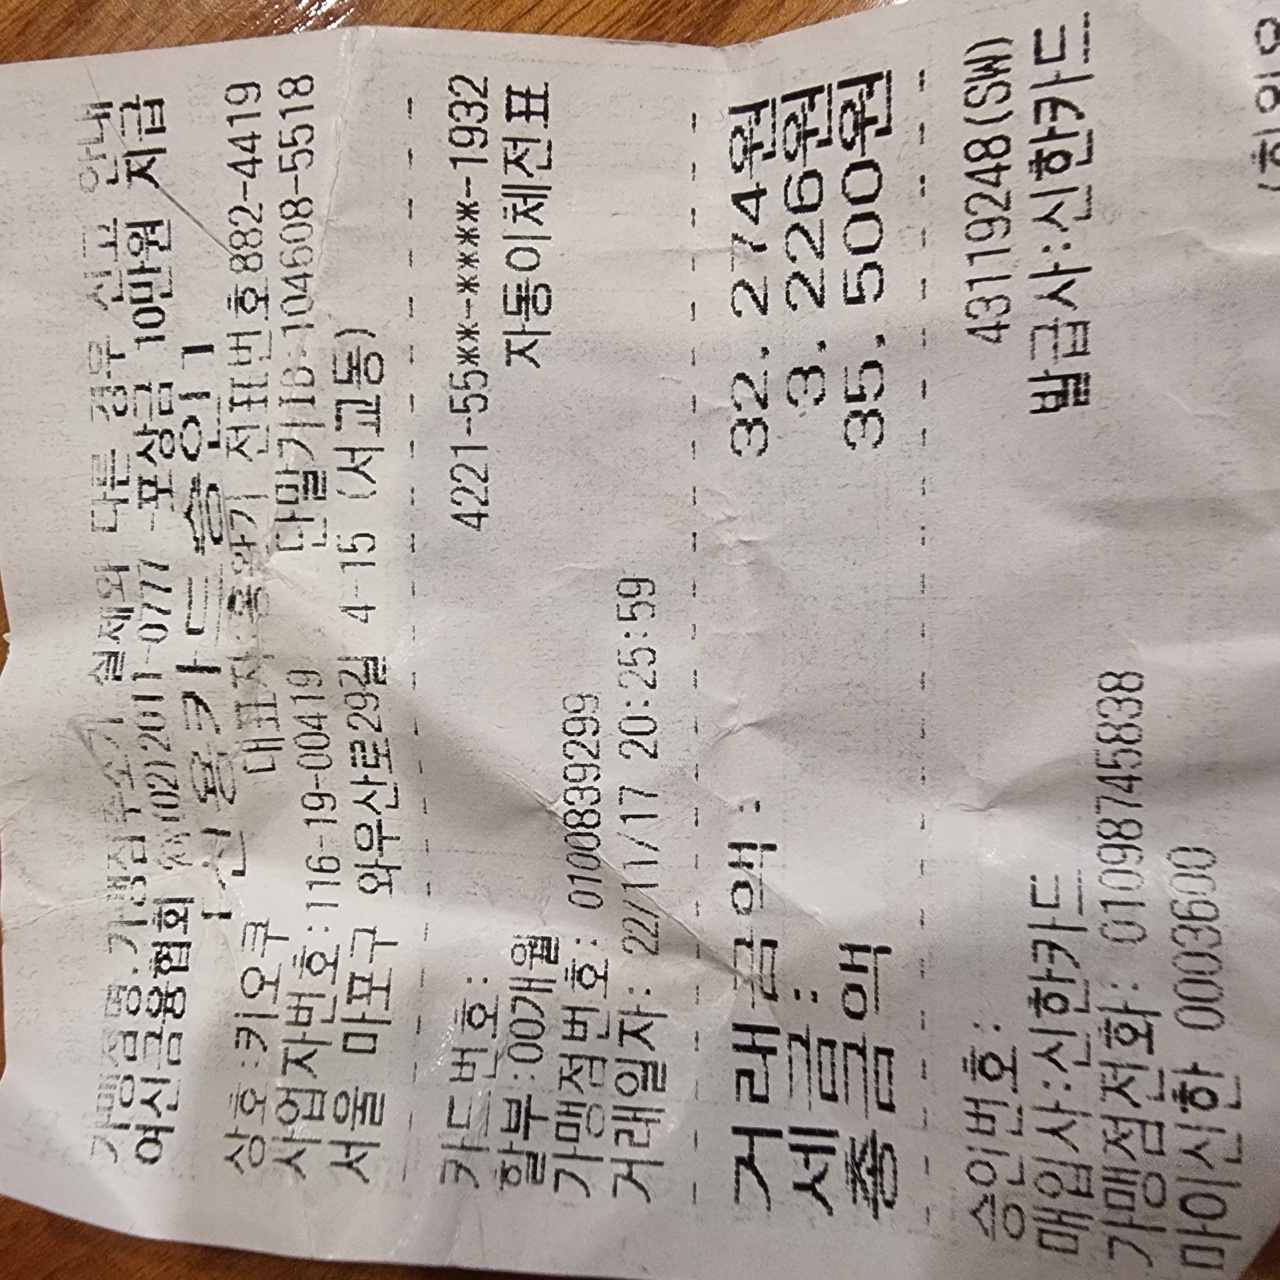 가맹점명.가맹점주소가 실제와 다른 경우 신고 안내
여신금융협회 TEL(02)2011-0777 포상금 10만원 지급
신용카드 승인
상호:키오쿠 전표번호882-4419
사업자번호:116-19-00419 단말기ID:104608-5518
서울 마포구 와우산로29길 4-15 (서교동)
카드번호: 4221-55**-****-1932
할부:00개월 자동이체전표
가맹점번호: 0100839299
거래일자: 22/11/17 20:25:59
거래금액: 32,274원
세금: 3,226원
총금액 35,500원
승인번호: 43119248(SW)
매입사:신한카드 발급사:신한카드
가맹점전화: 01098745838
마이신한 0003600